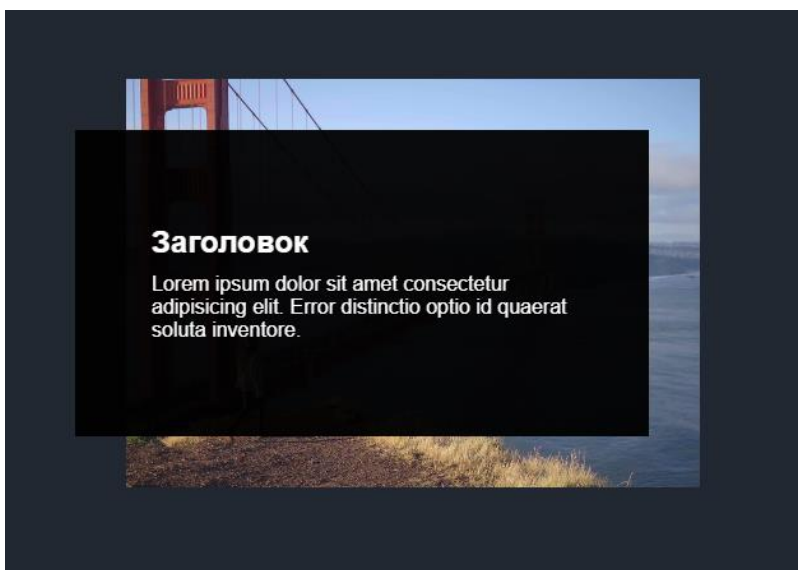 Заголовок
Lorem ipsum dolor sit amet consectetur
adipisicing elit. Error distinctio optio id quaerat
soluta inventore.